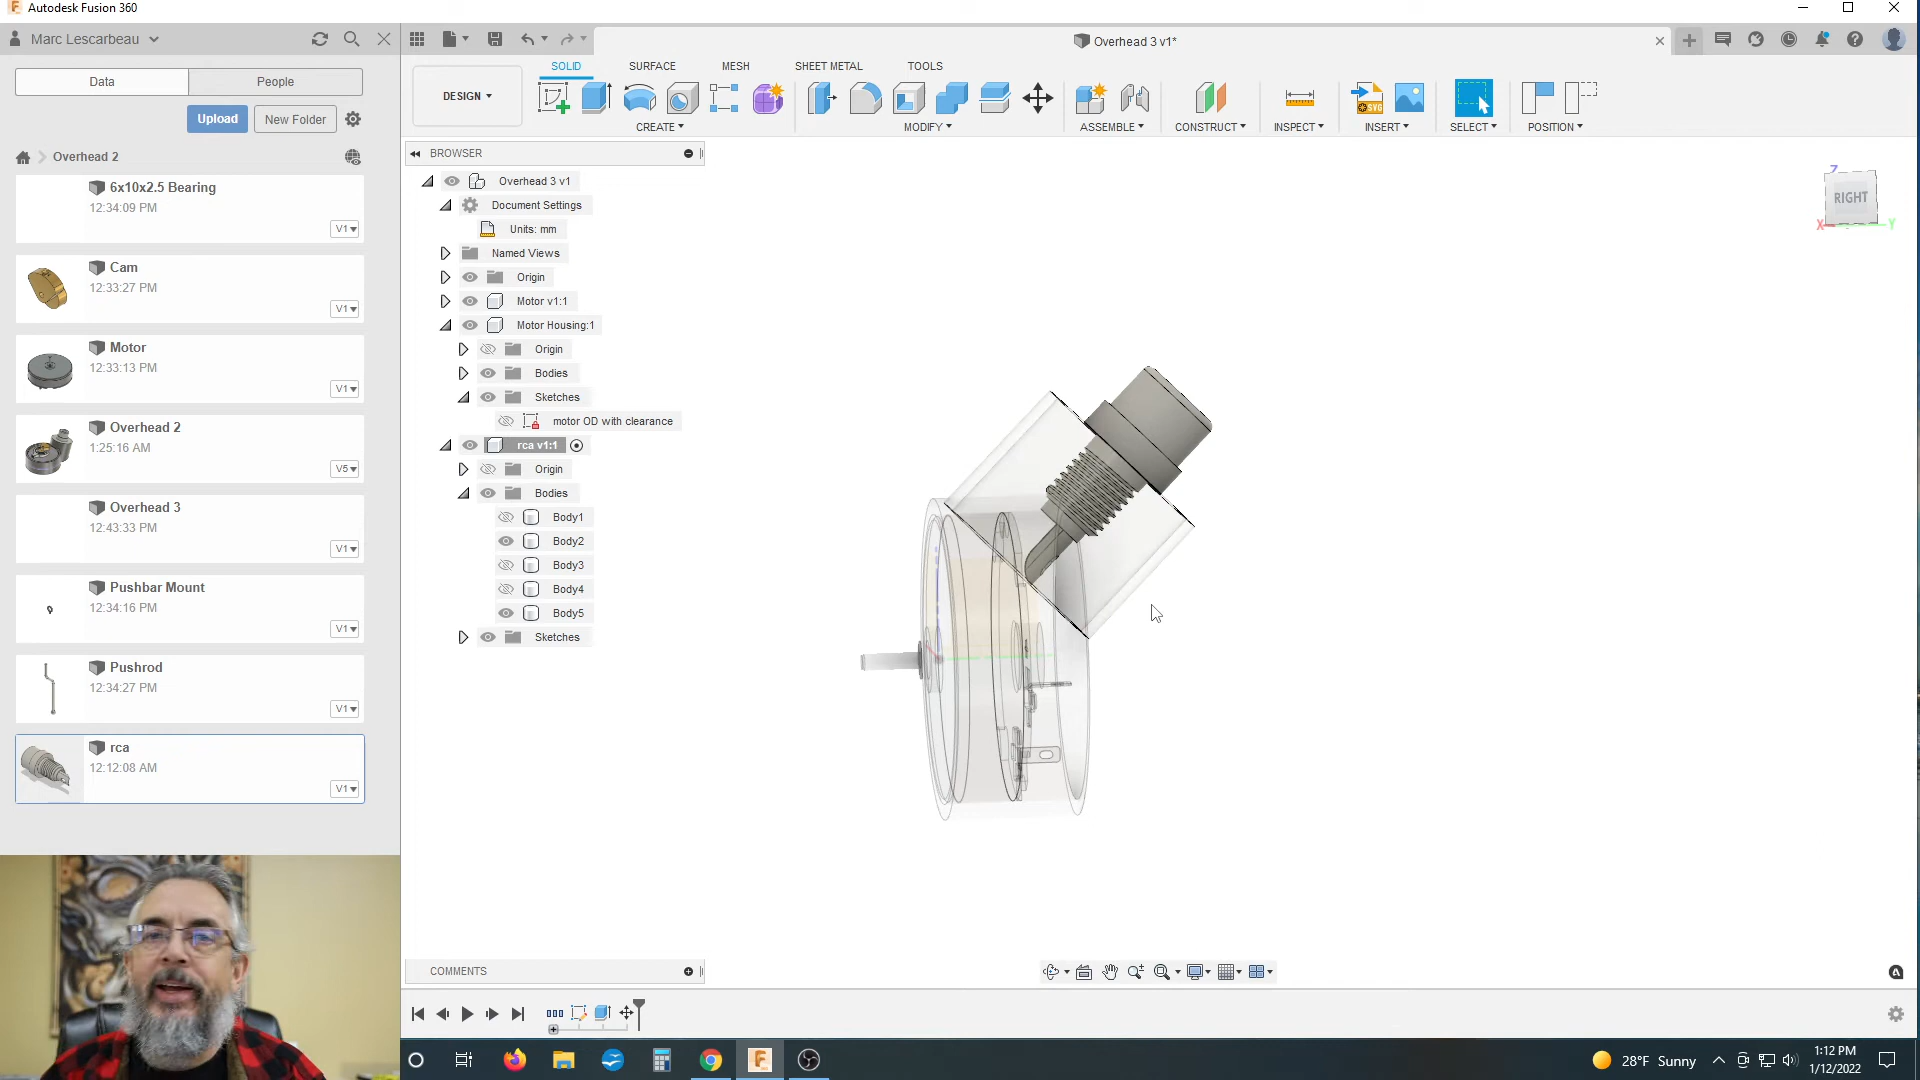 Autodesk Fusion 360
Marc Lescarbeau
Overhead 3 v1*
Data
People
Upload
New Folder
Overhead 2
6x10x2.5 Bearing
12:34:09 PM
V1
Cam
12:33:27 PM
V1
Motor
12:33:13 PM
V1
Overhead 2
1:25:16 AM
V5
Overhead 3
12:43:33 PM
V1
Pushbar Mount
12:34:16 PM
V1
Pushrod
12:34:27 PM
V1
rca
12:12:08 AM
V1
SOLID SURFACE MESH SHEET METAL TOOLS
DESIGN
CREATE MODIFY ASSEMBLE CONSTRUCT INSPECT INSERT SELECT POSITION
BROWSER
Overhead 3 v1
Document Settings
Units: mm
Named Views
Origin
Motor v1:1
Motor Housing:1
Origin
Bodies
Sketches
motor OD with clearance
rca v1:1
Origin
Bodies
Body1
Body2
Body3
Body4
Body5
Sketches
Z
RIGHT
X
Y
COMMENTS
28°F Sunny
1:12 PM
1/12/2022